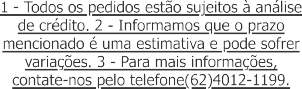 1 - Todos os pedidos estão sujeitos à análise
de crédito. 2 - Informamos que o prazo
mencionado é uma estimativa e pode sofrer
variações. 3 - Para mais informações,
contate-nos pelo telefone(62)4012-1199.